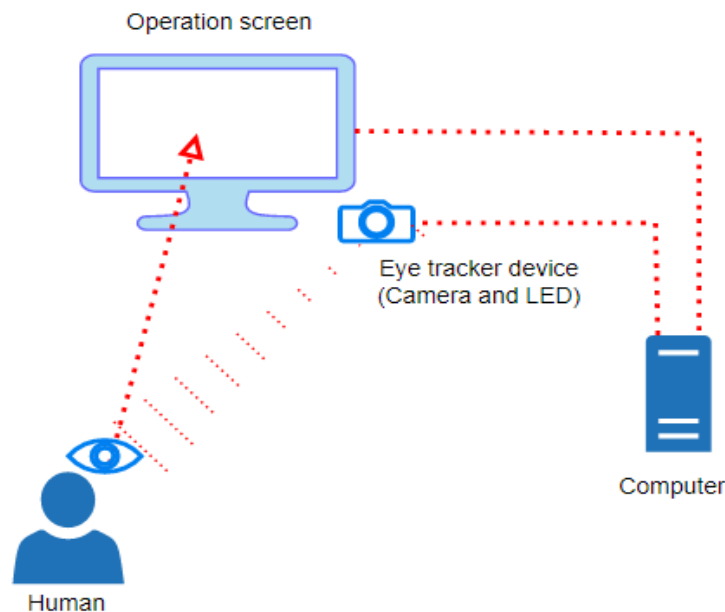 Operation screen
Eye tracker device
(Camera and LED)
Computer
Human